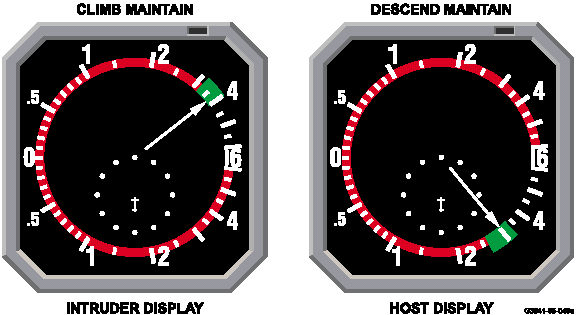 CLIMB MAINTAIN
DESCEND MAINTAIN
1 2
1 2
.5 4
.5 4
0 6
0 6
.5 4
.5 4
1 2
1 2
INTRUDER DISPLAY
HOST DISPLAY